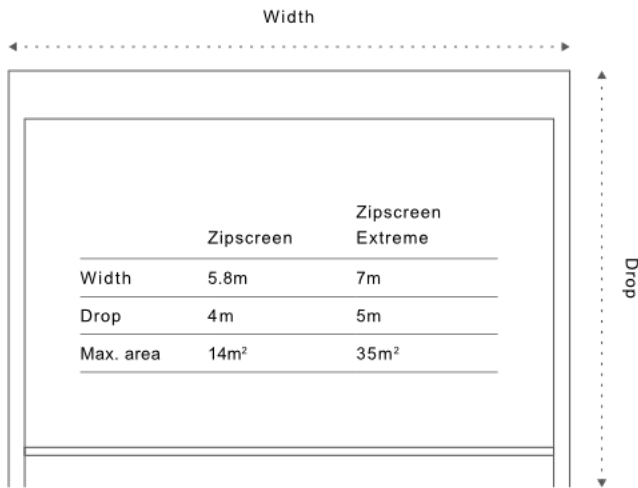 Width
Zipscreen
Zipscreen Extreme
Width 5.8m 7m
Drop 4m 5m
Max. area 14m² 35m²
Drop